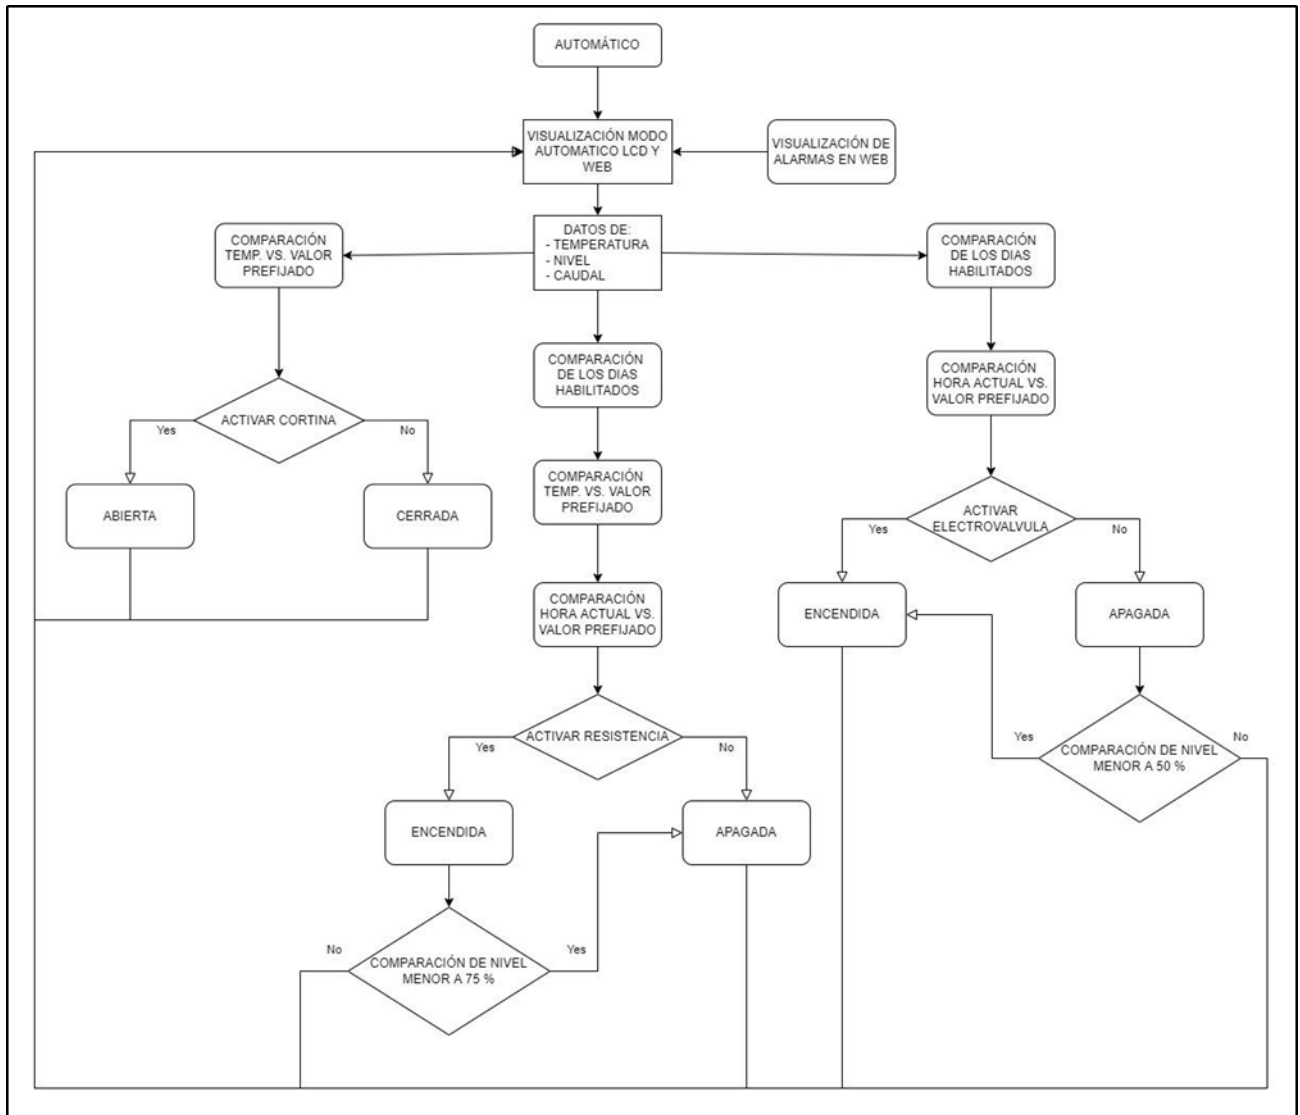 AUTOMÁTICO
VISUALIZACIÓN MODO
AUTOMATICO LCD Y
WEB
VISUALIZACIÓN DE
ALARMAS EN WEB
COMPARACIÓN
TEMP. VS. VALOR
PREFIJADO
DATOS DE:
- TEMPERATURA
- NIVEL
- CAUDAL
COMPARACIÓN
DE LOS DIAS
HABILITADOS
COMPARACIÓN
DE LOS DIAS
HABILITADOS
COMPARACIÓN
HORA ACTUAL VS.
VALOR PREFIJADO
ACTIVAR CORTINA
Yes
No
ABIERTA
CERRADA
COMPARACIÓN
TEMP. VS. VALOR
PREFIJADO
ACTIVAR
ELECTROVALVULA
Yes
No
COMPARACIÓN
HORA ACTUAL VS.
VALOR PREFIJADO
ENCENDIDA
APAGADA
ACTIVAR RESISTENCIA
Yes
No
COMPARACIÓN DE NIVEL
MENOR A 50 %
Yes
No
ENCENDIDA
APAGADA
COMPARACIÓN DE NIVEL
MENOR A 75 %
No
Yes